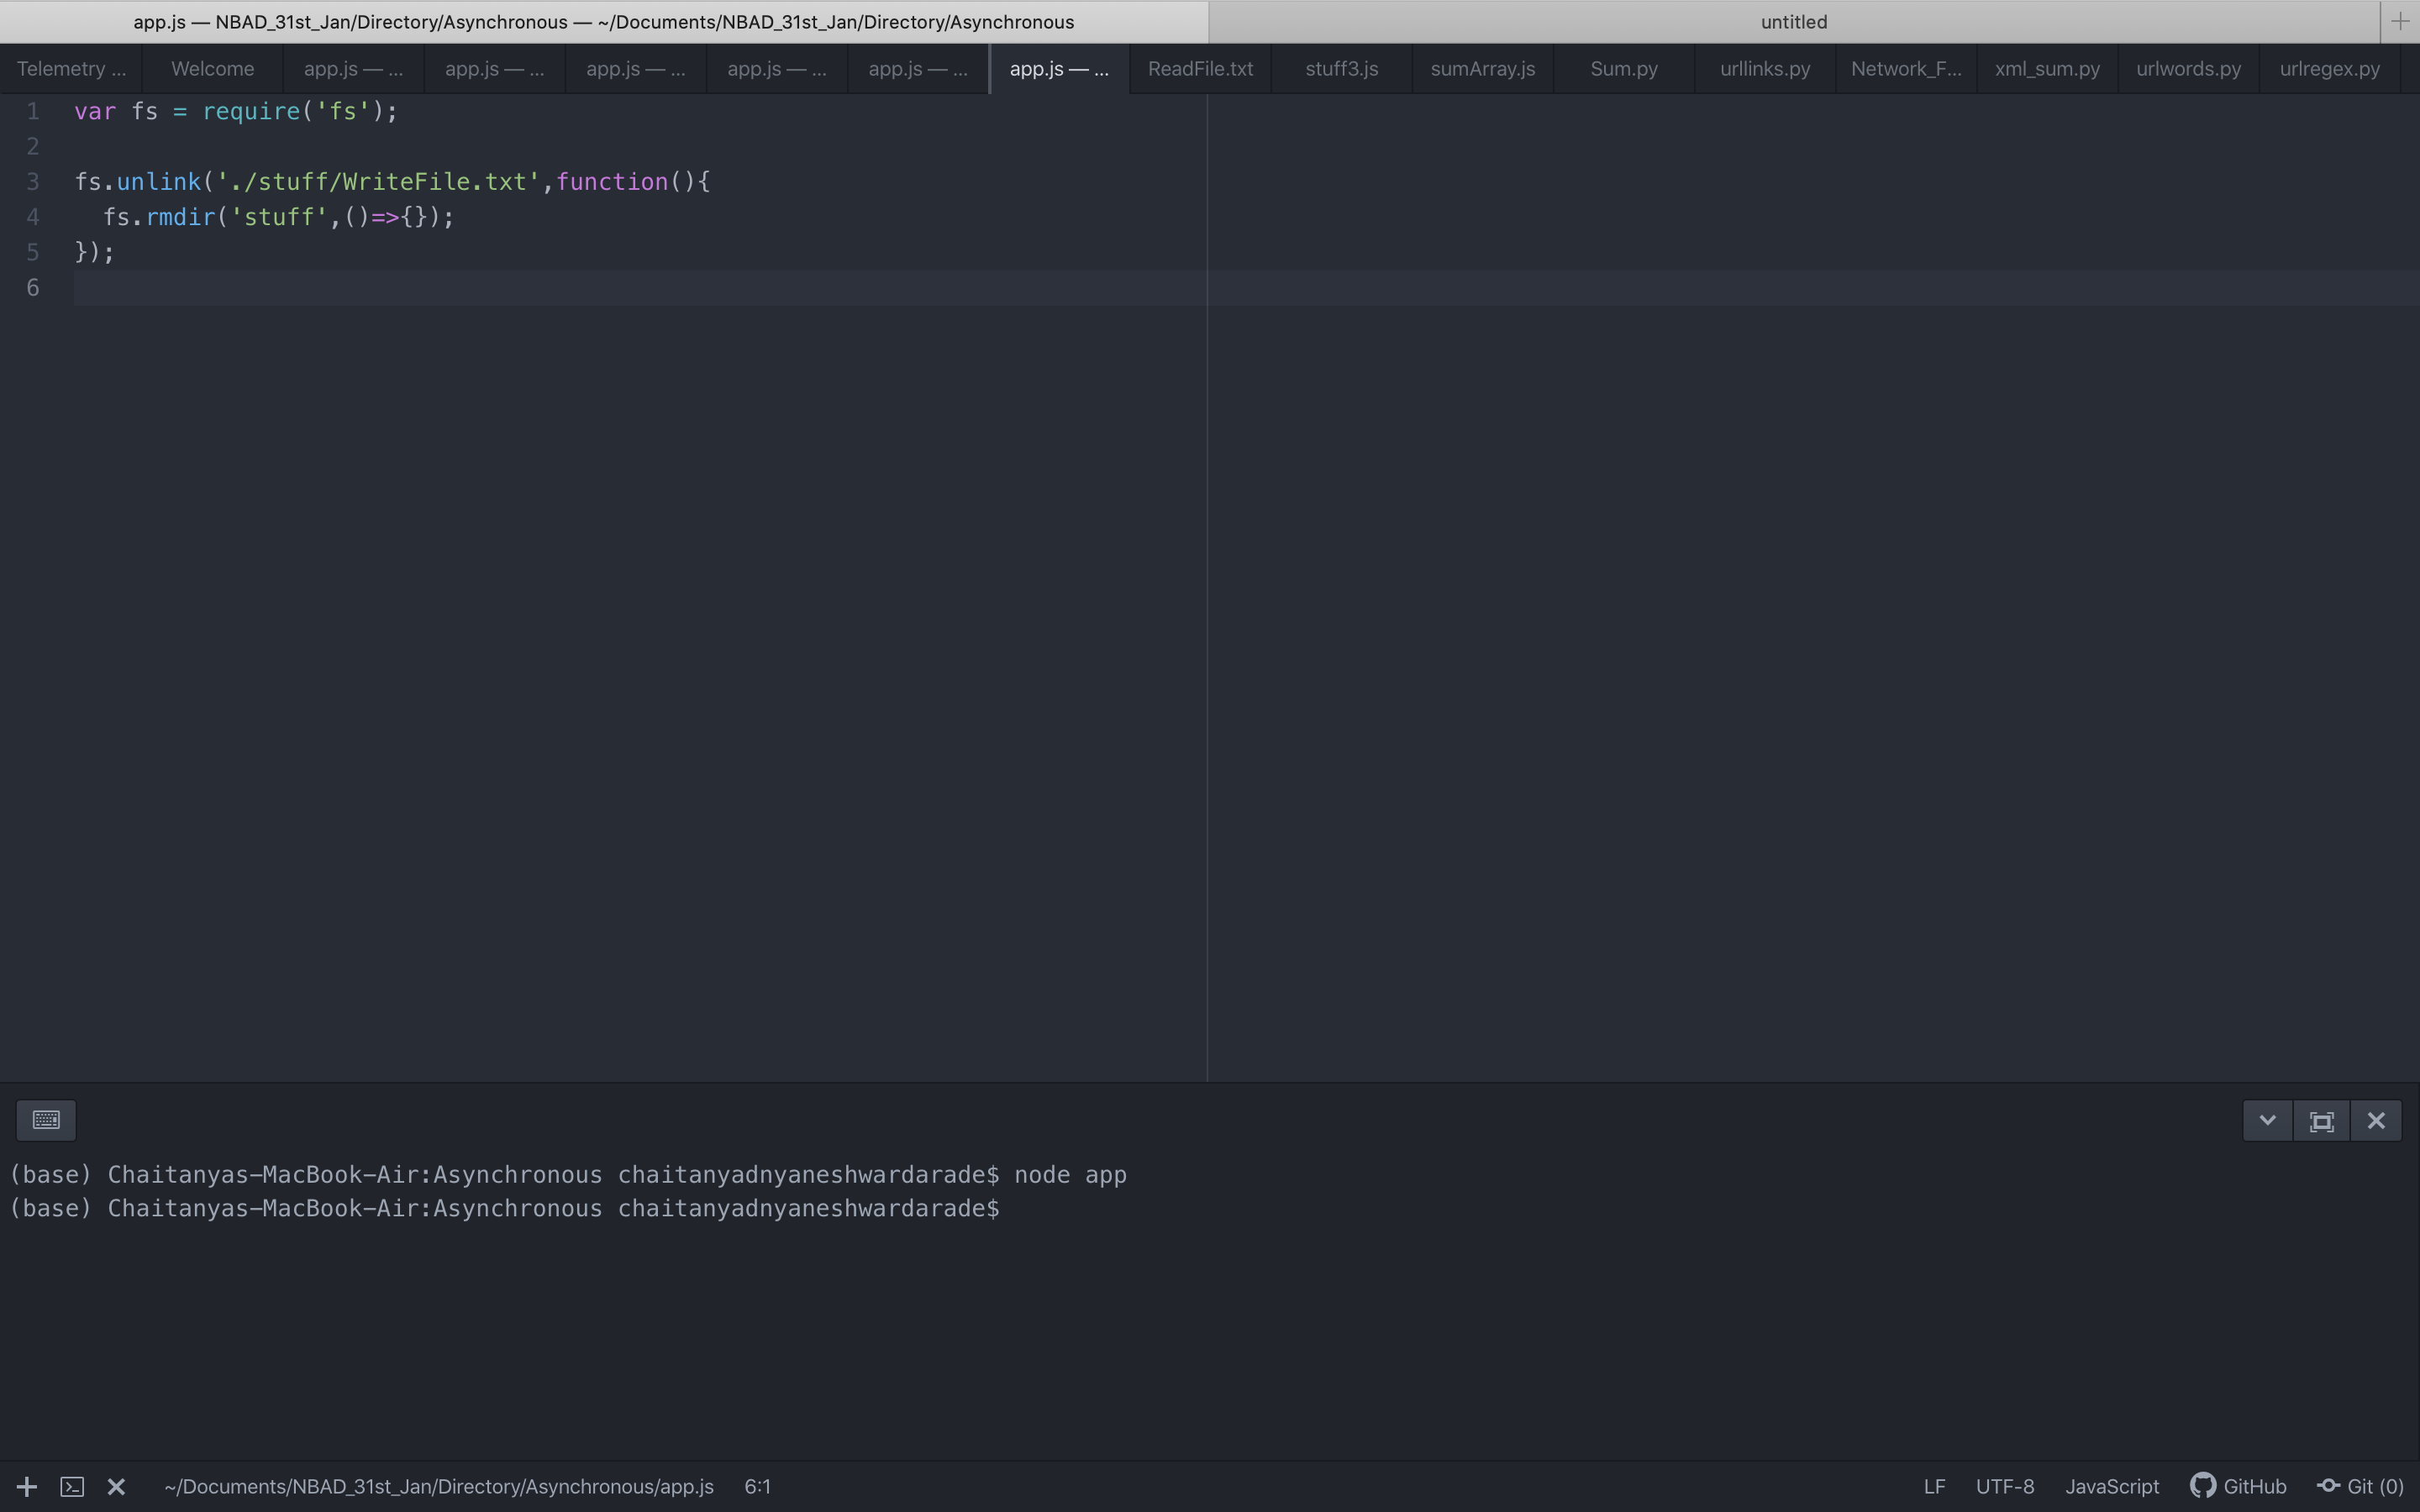 app.js — NBAD_31st_Jan/Directory/Asynchronous — ~/Documents/NBAD_31st_Jan/Directory/Asynchronous
untitled
Telemetry ...
Welcome
app.js — ...
app.js — ...
app.js — ...
app.js — ...
app.js — ...
app.js — ...
ReadFile.txt
stuff3.js
sumArray.js
Sum.py
urllinks.py
Network_F...
xml_sum.py
urlwords.py
urlregex.py
1 var fs = require('fs');
2
3 fs.unlink('./stuff/WriteFile.txt',function(){
4   fs.rmdir('stuff',()=>{});
5 });
6
(base) Chaitanyas-MacBook-Air:Asynchronous chaitanyadnyaneshwardarade$ node app
(base) Chaitanyas-MacBook-Air:Asynchronous chaitanyadnyaneshwardarade$
~/Documents/NBAD_31st_Jan/Directory/Asynchronous/app.js 6:1
LF UTF-8 JavaScript GitHub Git (0)